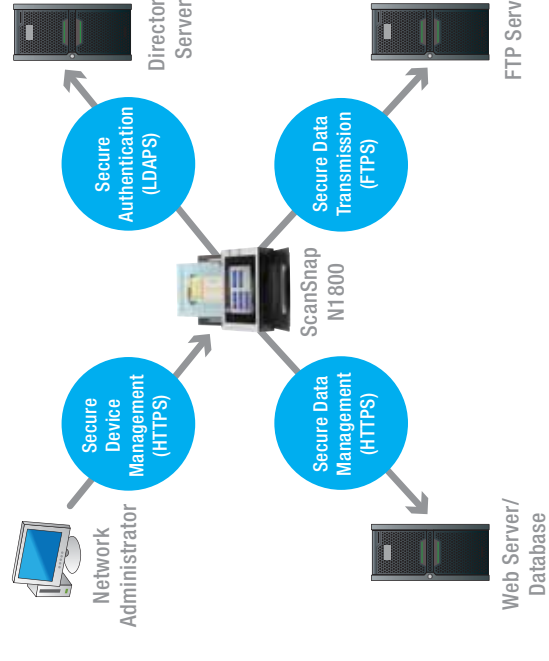 Network
Administrator
Secure
Device
Management
(HTTPS)
Secure
Authentication
(LDAPS)
Director
Server
ScanSnap
N1800
Secure Data
Management
(HTTPS)
Secure Data
Transmission
(FTPS)
Web Server/
Database
FTP Serv